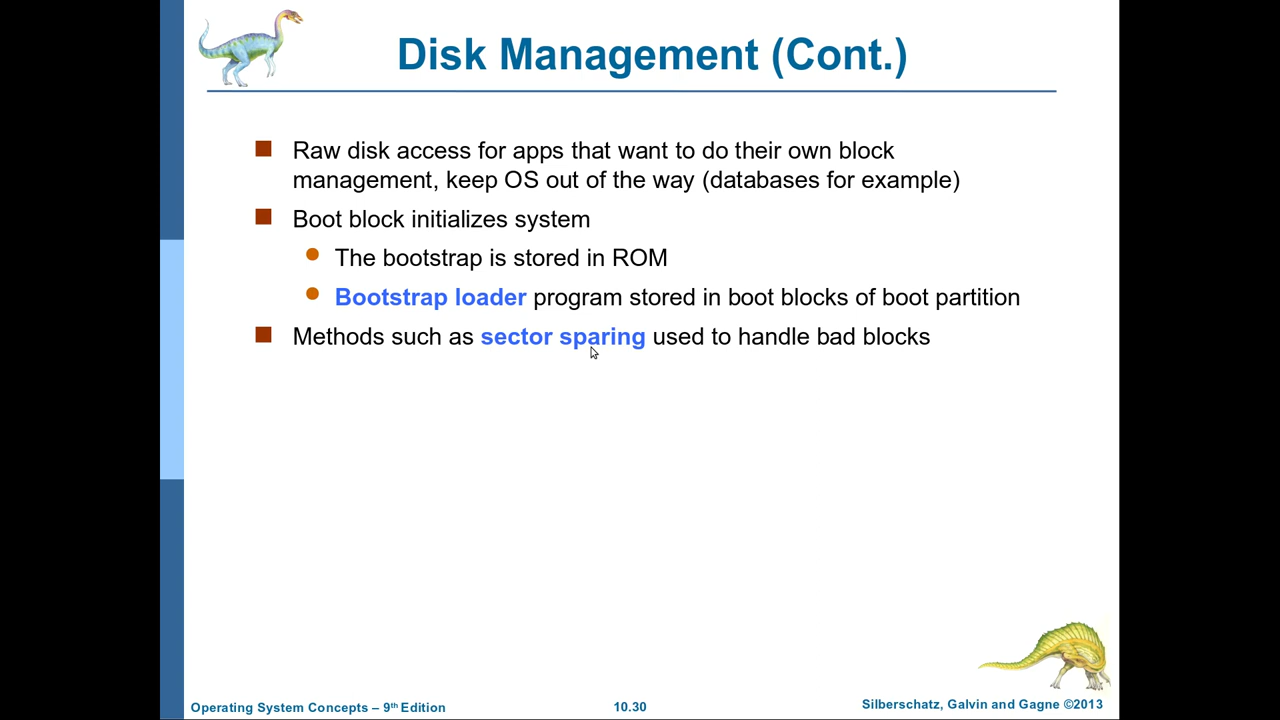 Disk Management (Cont.)
Raw disk access for apps that want to do their own block
management, keep OS out of the way (databases for example)
Boot block initializes system
The bootstrap is stored in ROM
Bootstrap loader program stored in boot blocks of boot partition
Methods such as sector sparing used to handle bad blocks
Operating System Concepts – 9th Edition
10.30
Silberschatz, Galvin and Gagne ©2013